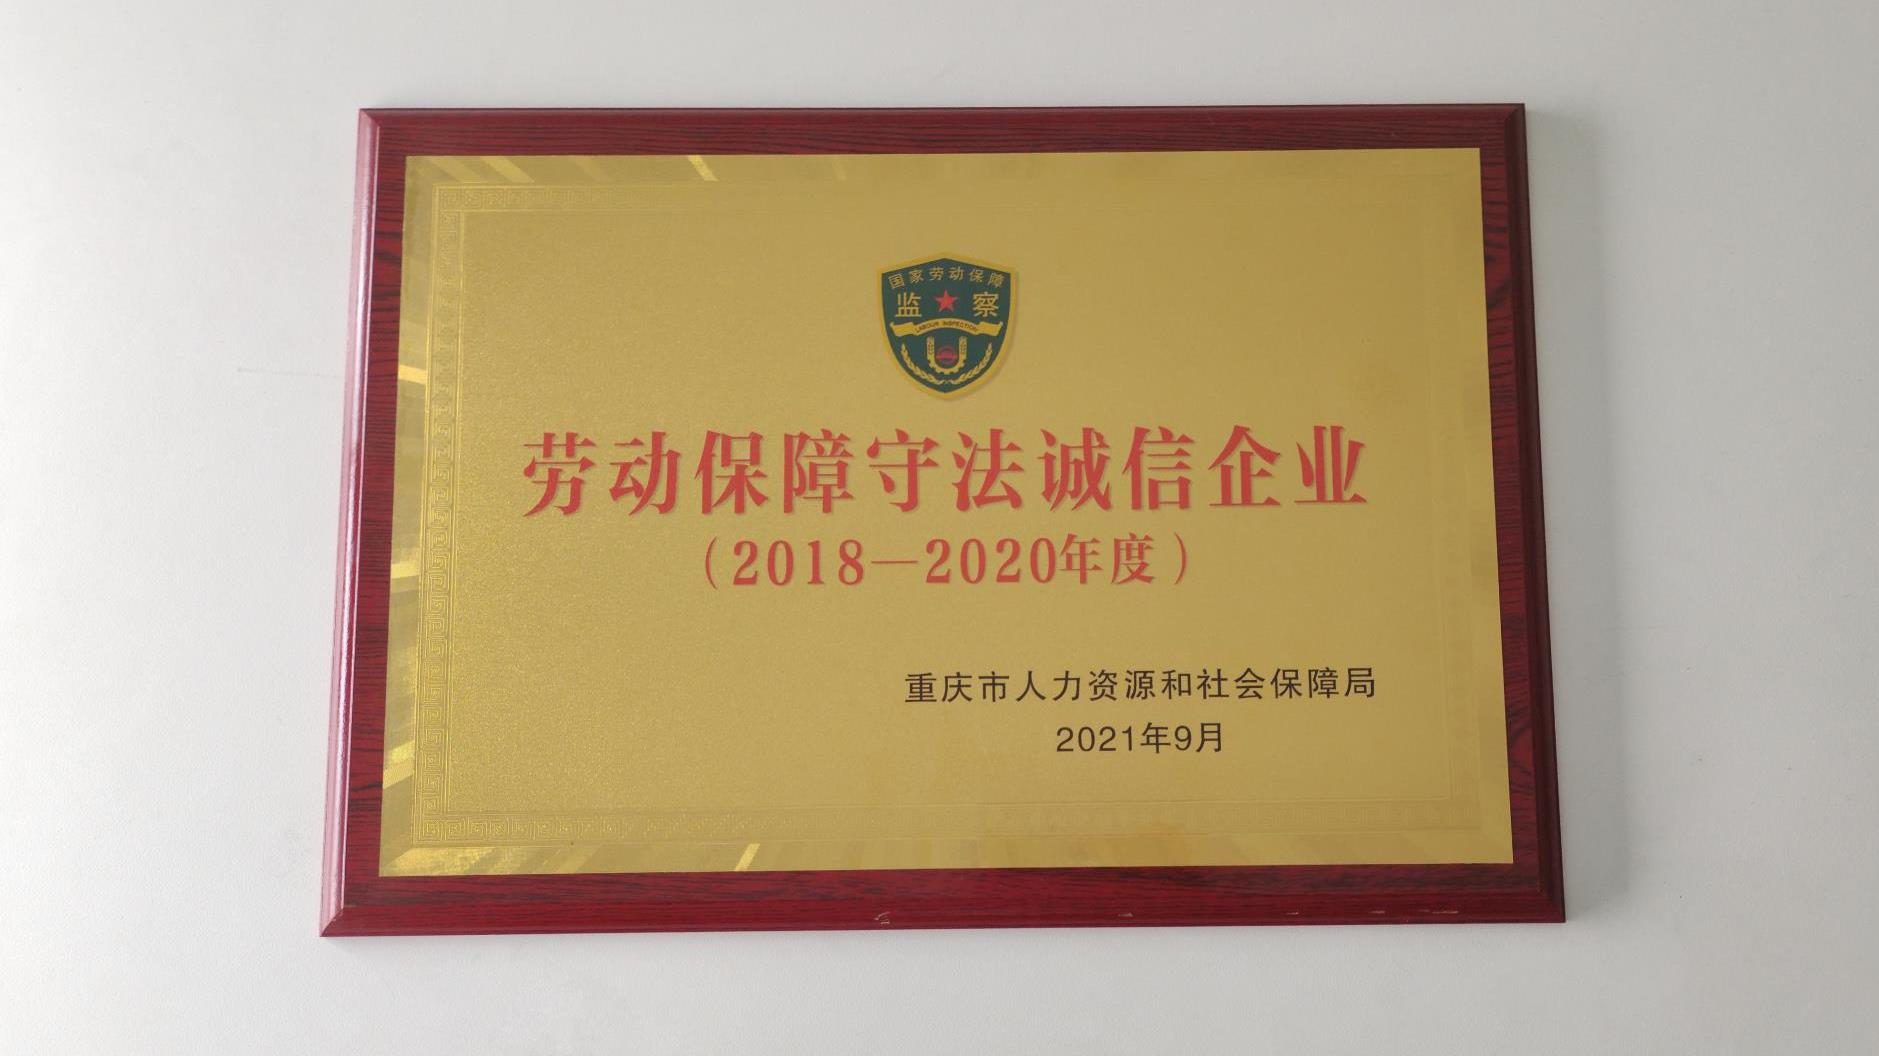 国家劳动保障
监察
LABOUR INSPECTION
劳动保障守法诚信企业
（2018—2020年度）
重庆市人力资源和社会保障局
2021年9月